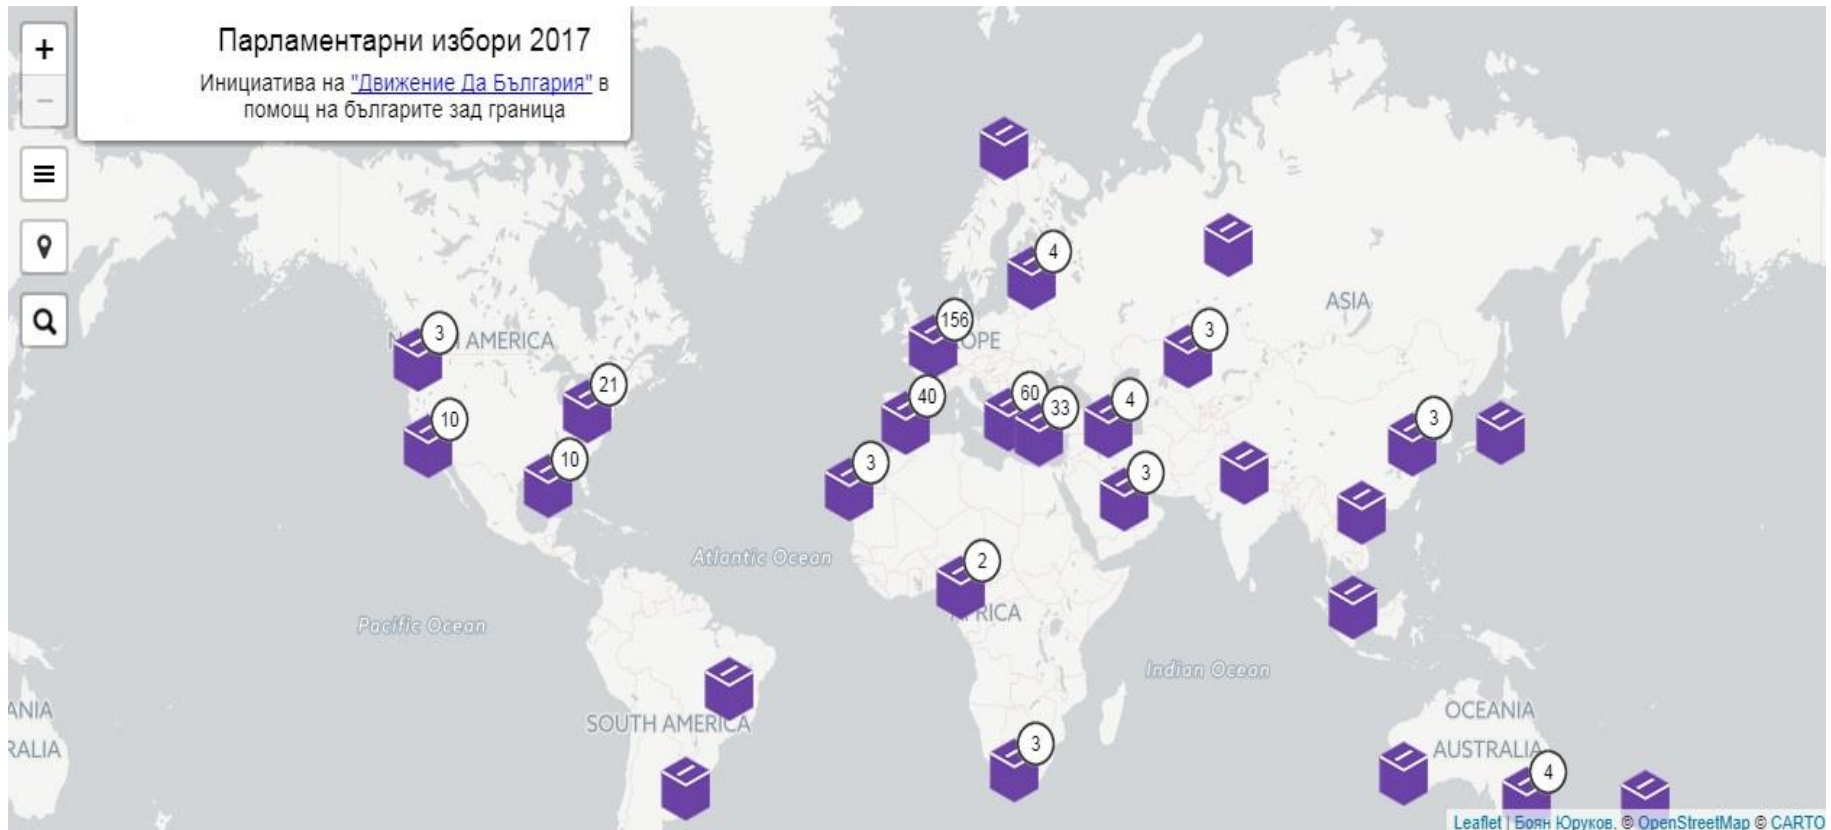 Парламентарни избори 2017
Инициатива на "Движение Да България" в
помощ на българите зад граница
+
−
4
ASIA
156
3
AMERICA
3
21
40
60
33
4
10
3
10
3
3
Atlantic Ocean
2
Pacific Ocean
Indian Ocean
ANIA
SOUTH AMERICA
OCEANIA
RALIA
AUSTRALIA
3
4
Leaflet | Боян Юруков, © OpenStreetMap © CARTO